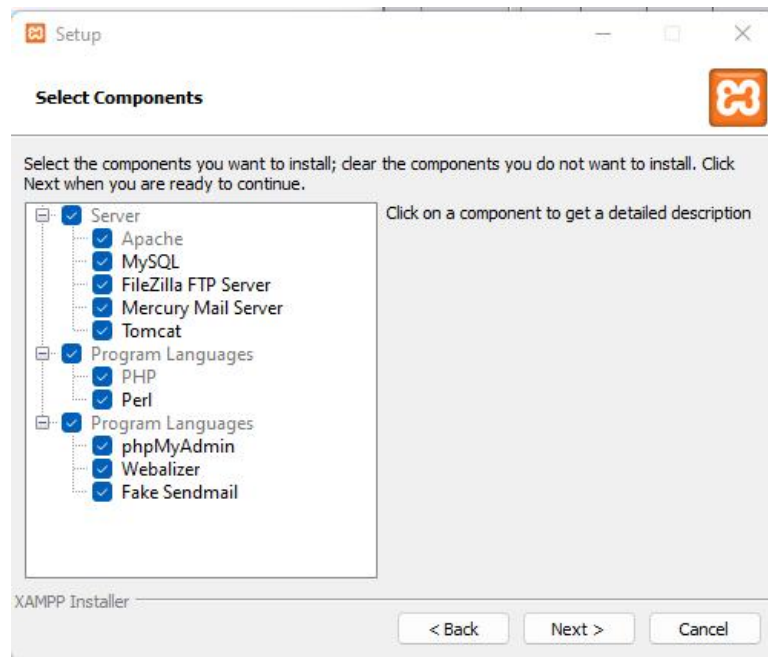 Setup
Select Components
Select the components you want to install; clear the components you do not want to install. Click
Next when you are ready to continue.
Server
Apache
MySQL
FileZilla FTP Server
Mercury Mail Server
Tomcat
Program Languages
PHP
Perl
Program Languages
phpMyAdmin
Webalizer
Fake Sendmail
Click on a component to get a detailed description
XAMPP Installer
< Back
Next >
Cancel